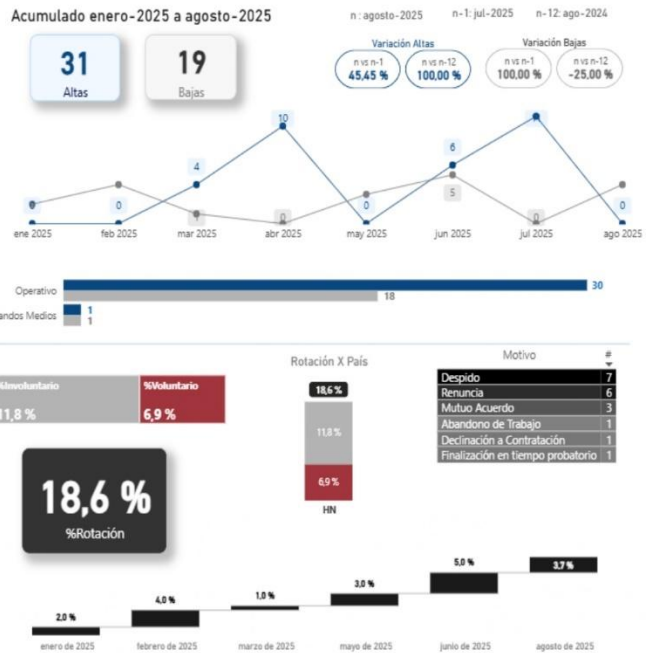 Acumulado enero-2025 a agosto-2025
n : agosto-2025 n-1: jul-2025 n-12: ago-2024
31
Altas
19
Bajas
Variación Altas
n vs n-1
45,45 %
n vs n-12
100,00 %
Variación Bajas
n vs n-1
100,00 %
n vs n-12
-25,00 %
0 0 4 10 0 6 0
1 0 5 0
ene 2025 feb 2025 mar 2025 abr 2025 may 2025 jun 2025 jul 2025 ago 2025
Operativo 30
18
andos Medios 1
1
%Involuntario
11,8 %
%Voluntario
6,9 %
18,6 %
%Rotación
Rotación X País
18,6 %
11,8 %
6,9 %
HN
Motivo #
Despido 7
Renuncia 6
Mutuo Acuerdo 3
Abandono de Trabajo 1
Declinación a Contratación 1
Finalización en tiempo probatorio 1
2,0 % 4,0 % 1,0 % 3,0 % 5,0 % 3,7 %
enero de 2025 febrero de 2025 marzo de 2025 mayo de 2025 junio de 2025 agosto de 2025